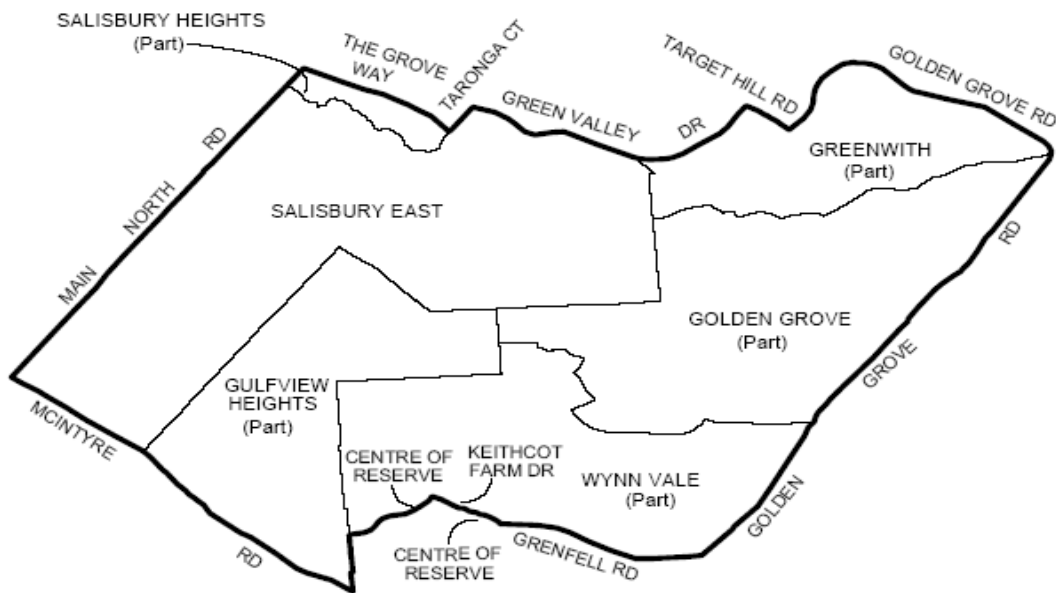 SALISBURY HEIGHTS
(Part)
THE GROVE
WAY
TARONGA CT
GREEN VALLEY
DR
TARGET HILL RD
GOLDEN GROVE RD
GREENWITH
(Part)
SALISBURY EAST
MAIN
NORTH
RD
RD
GOLDEN GROVE
(Part)
GROVE
GULFVIEW
HEIGHTS
(Part)
MCINTYRE
CENTRE OF
RESERVE
KEITHCOT
FARM DR
WYNN VALE
(Part)
GOLDEN
RD
CENTRE OF
RESERVE
GRENFELL RD